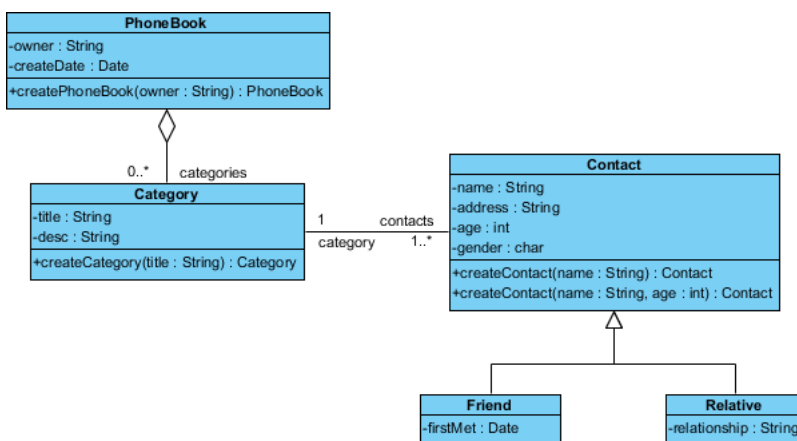 PhoneBook
-owner : String
-createDate : Date
+createPhoneBook(owner : String) : PhoneBook
0..* categories
Category
-title : String
-desc : String
+createCategory(title : String) : Category
1 contacts
category 1..*
Contact
-name : String
-address : String
-age : int
-gender : char
+createContact(name : String) : Contact
+createContact(name : String, age : int) : Contact
Friend
-firstMet : Date
Relative
-relationship : String